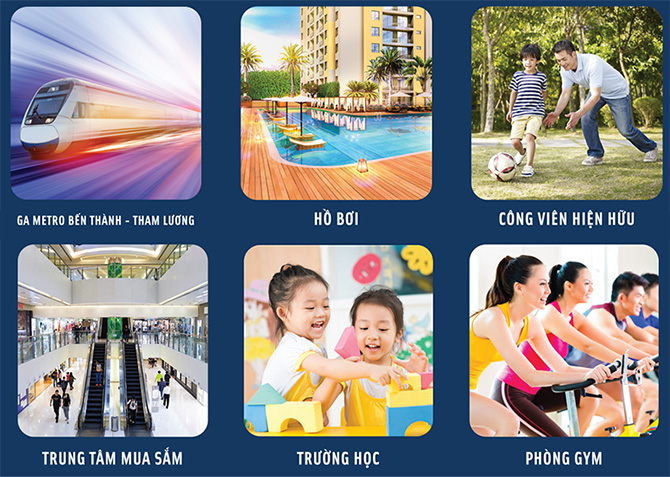 GA METRO BẾN THÀNH - THAM LƯƠNG
HỒ BƠI
CÔNG VIÊN HIỆN HỮU
TRUNG TÂM MUA SẮM
TRƯỜNG HỌC
PHÒNG GYM